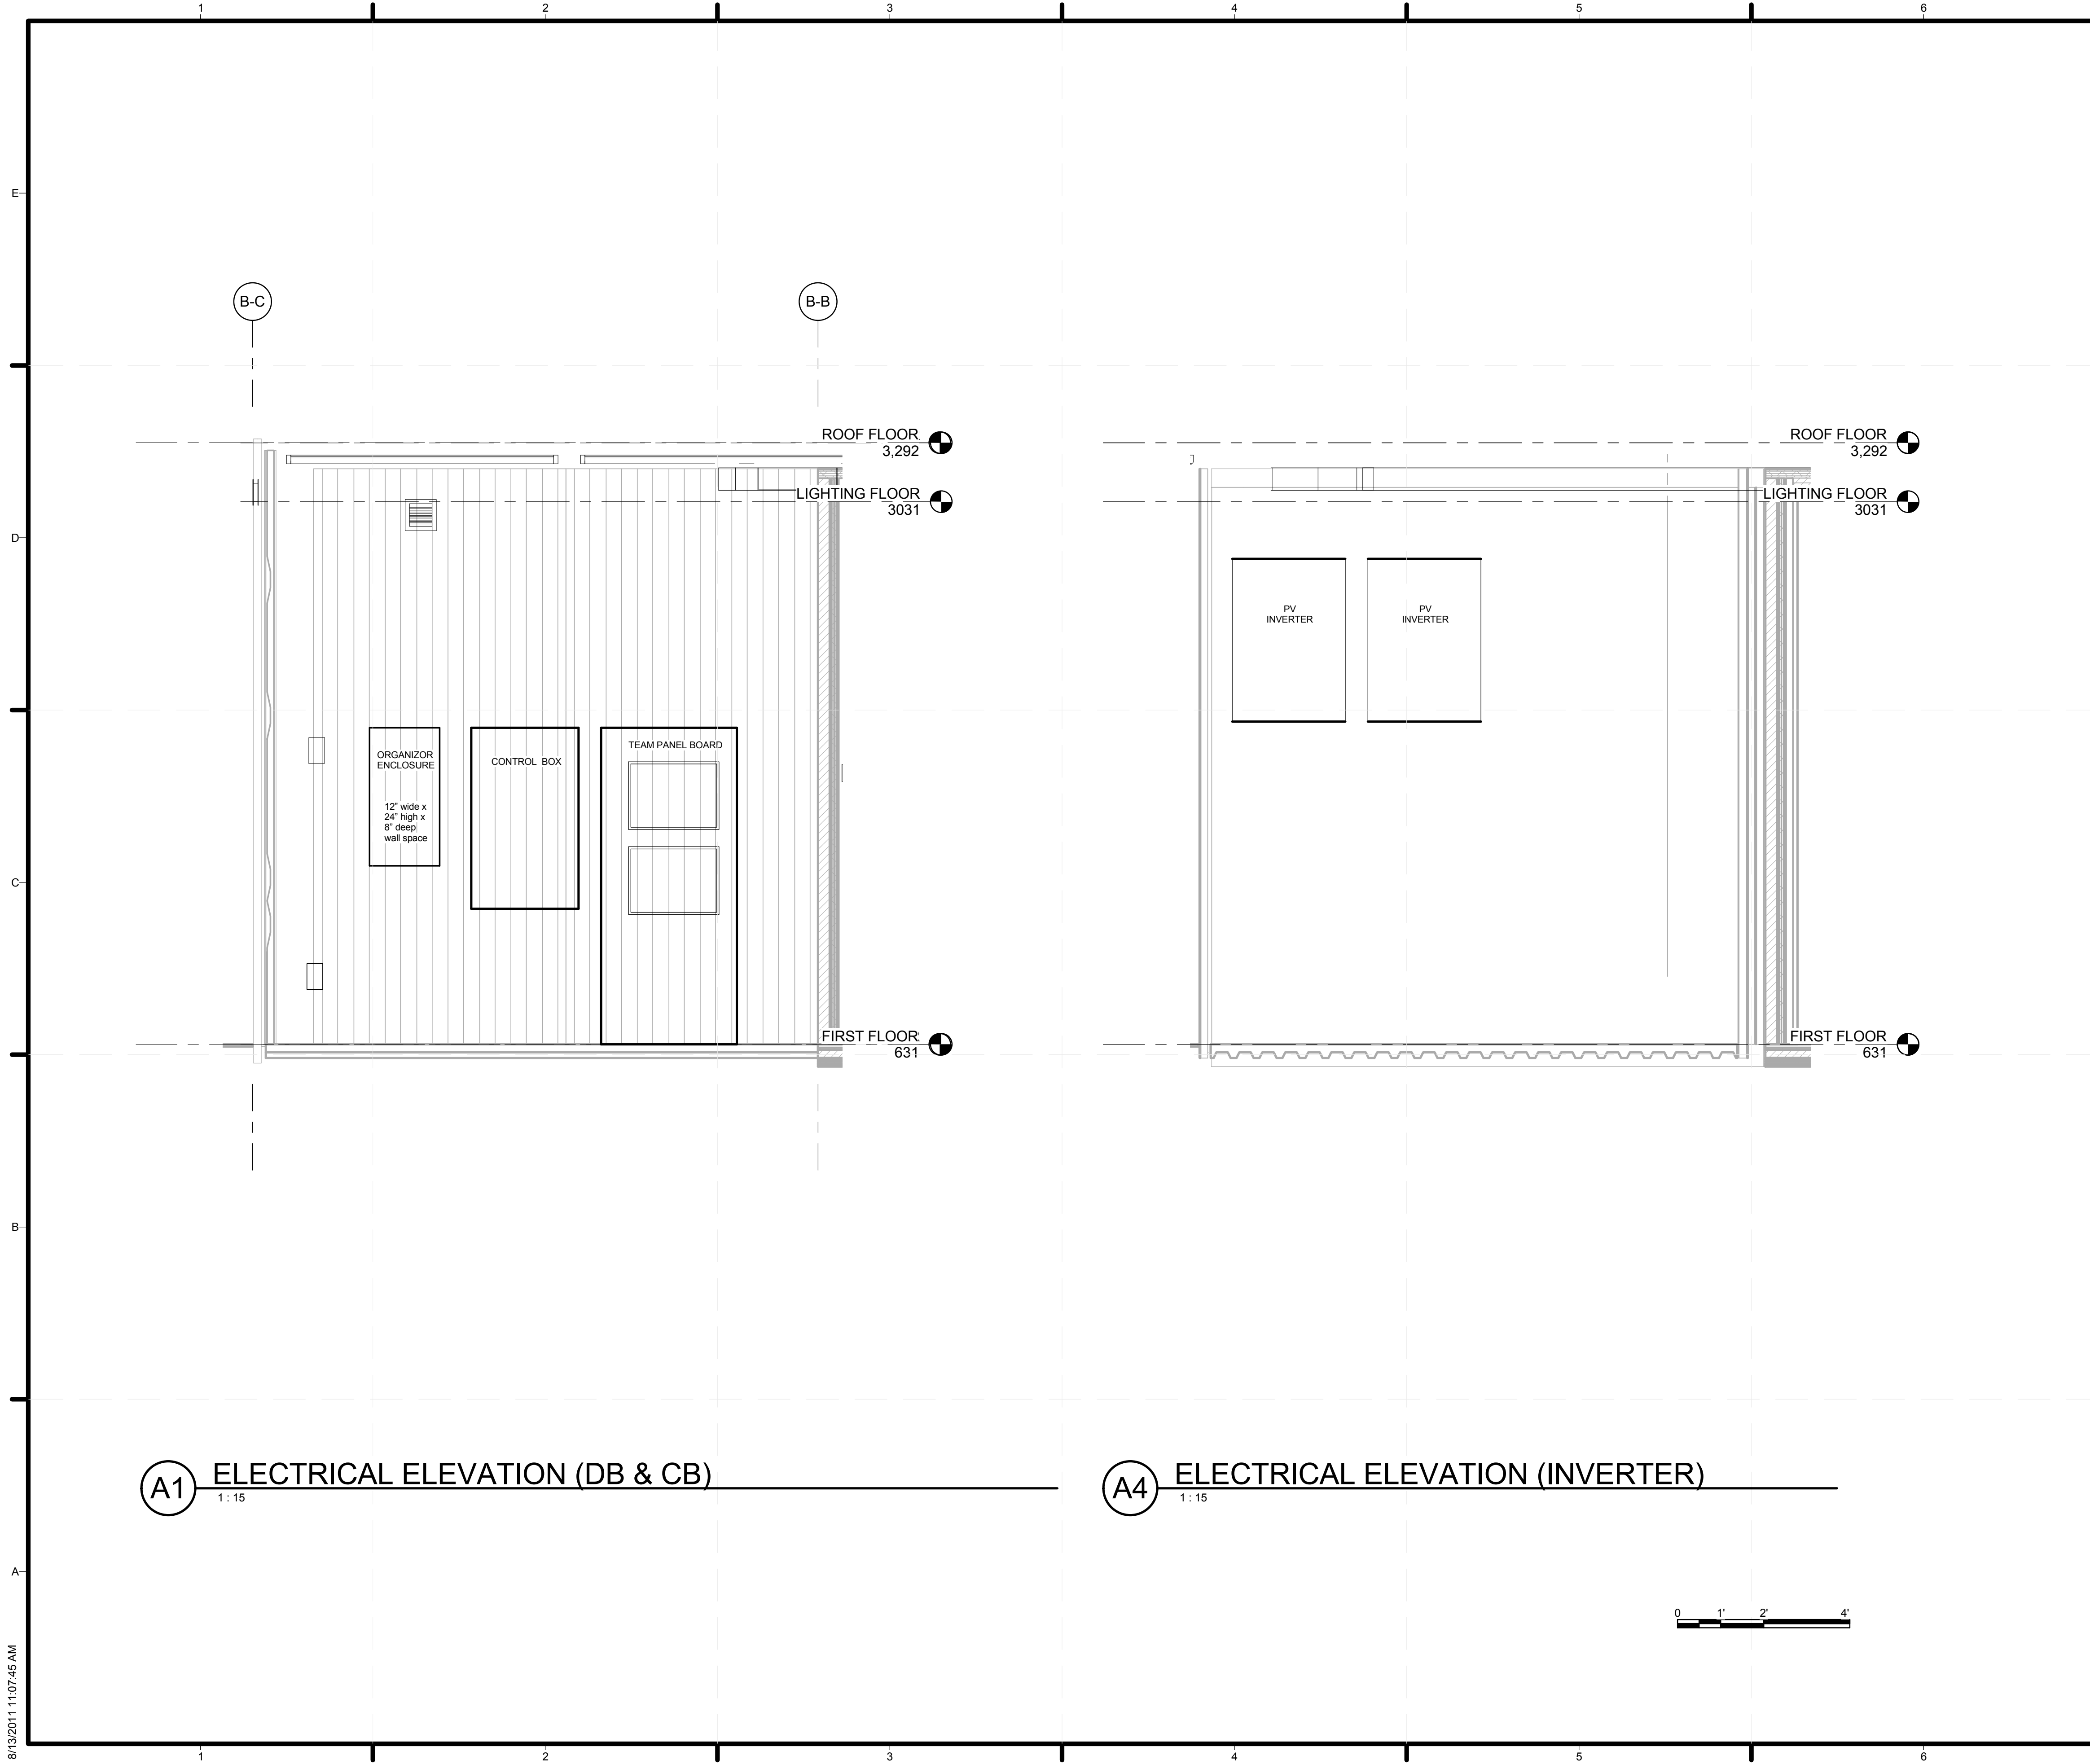 1 2 3 4 5 6
E
B-C B-B
ROOF FLOOR
3,292
ROOF FLOOR
3,292
LIGHTING FLOOR
3031
LIGHTING FLOOR
3031
D
PV
INVERTER
PV
INVERTER
ORGANIZOR
ENCLOSURE
12" wide x
24" high x
8" deep
wall space
CONTROL BOX
TEAM PANEL BOARD
C
FIRST FLOOR
631
FIRST FLOOR
631
B
A1 ELECTRICAL ELEVATION (DB & CB)
1 : 15
A4 ELECTRICAL ELEVATION (INVERTER)
1 : 15
A
0 1' 2' 4'
8/13/2011 11:07:45 AM
1 2 3 4 5 6